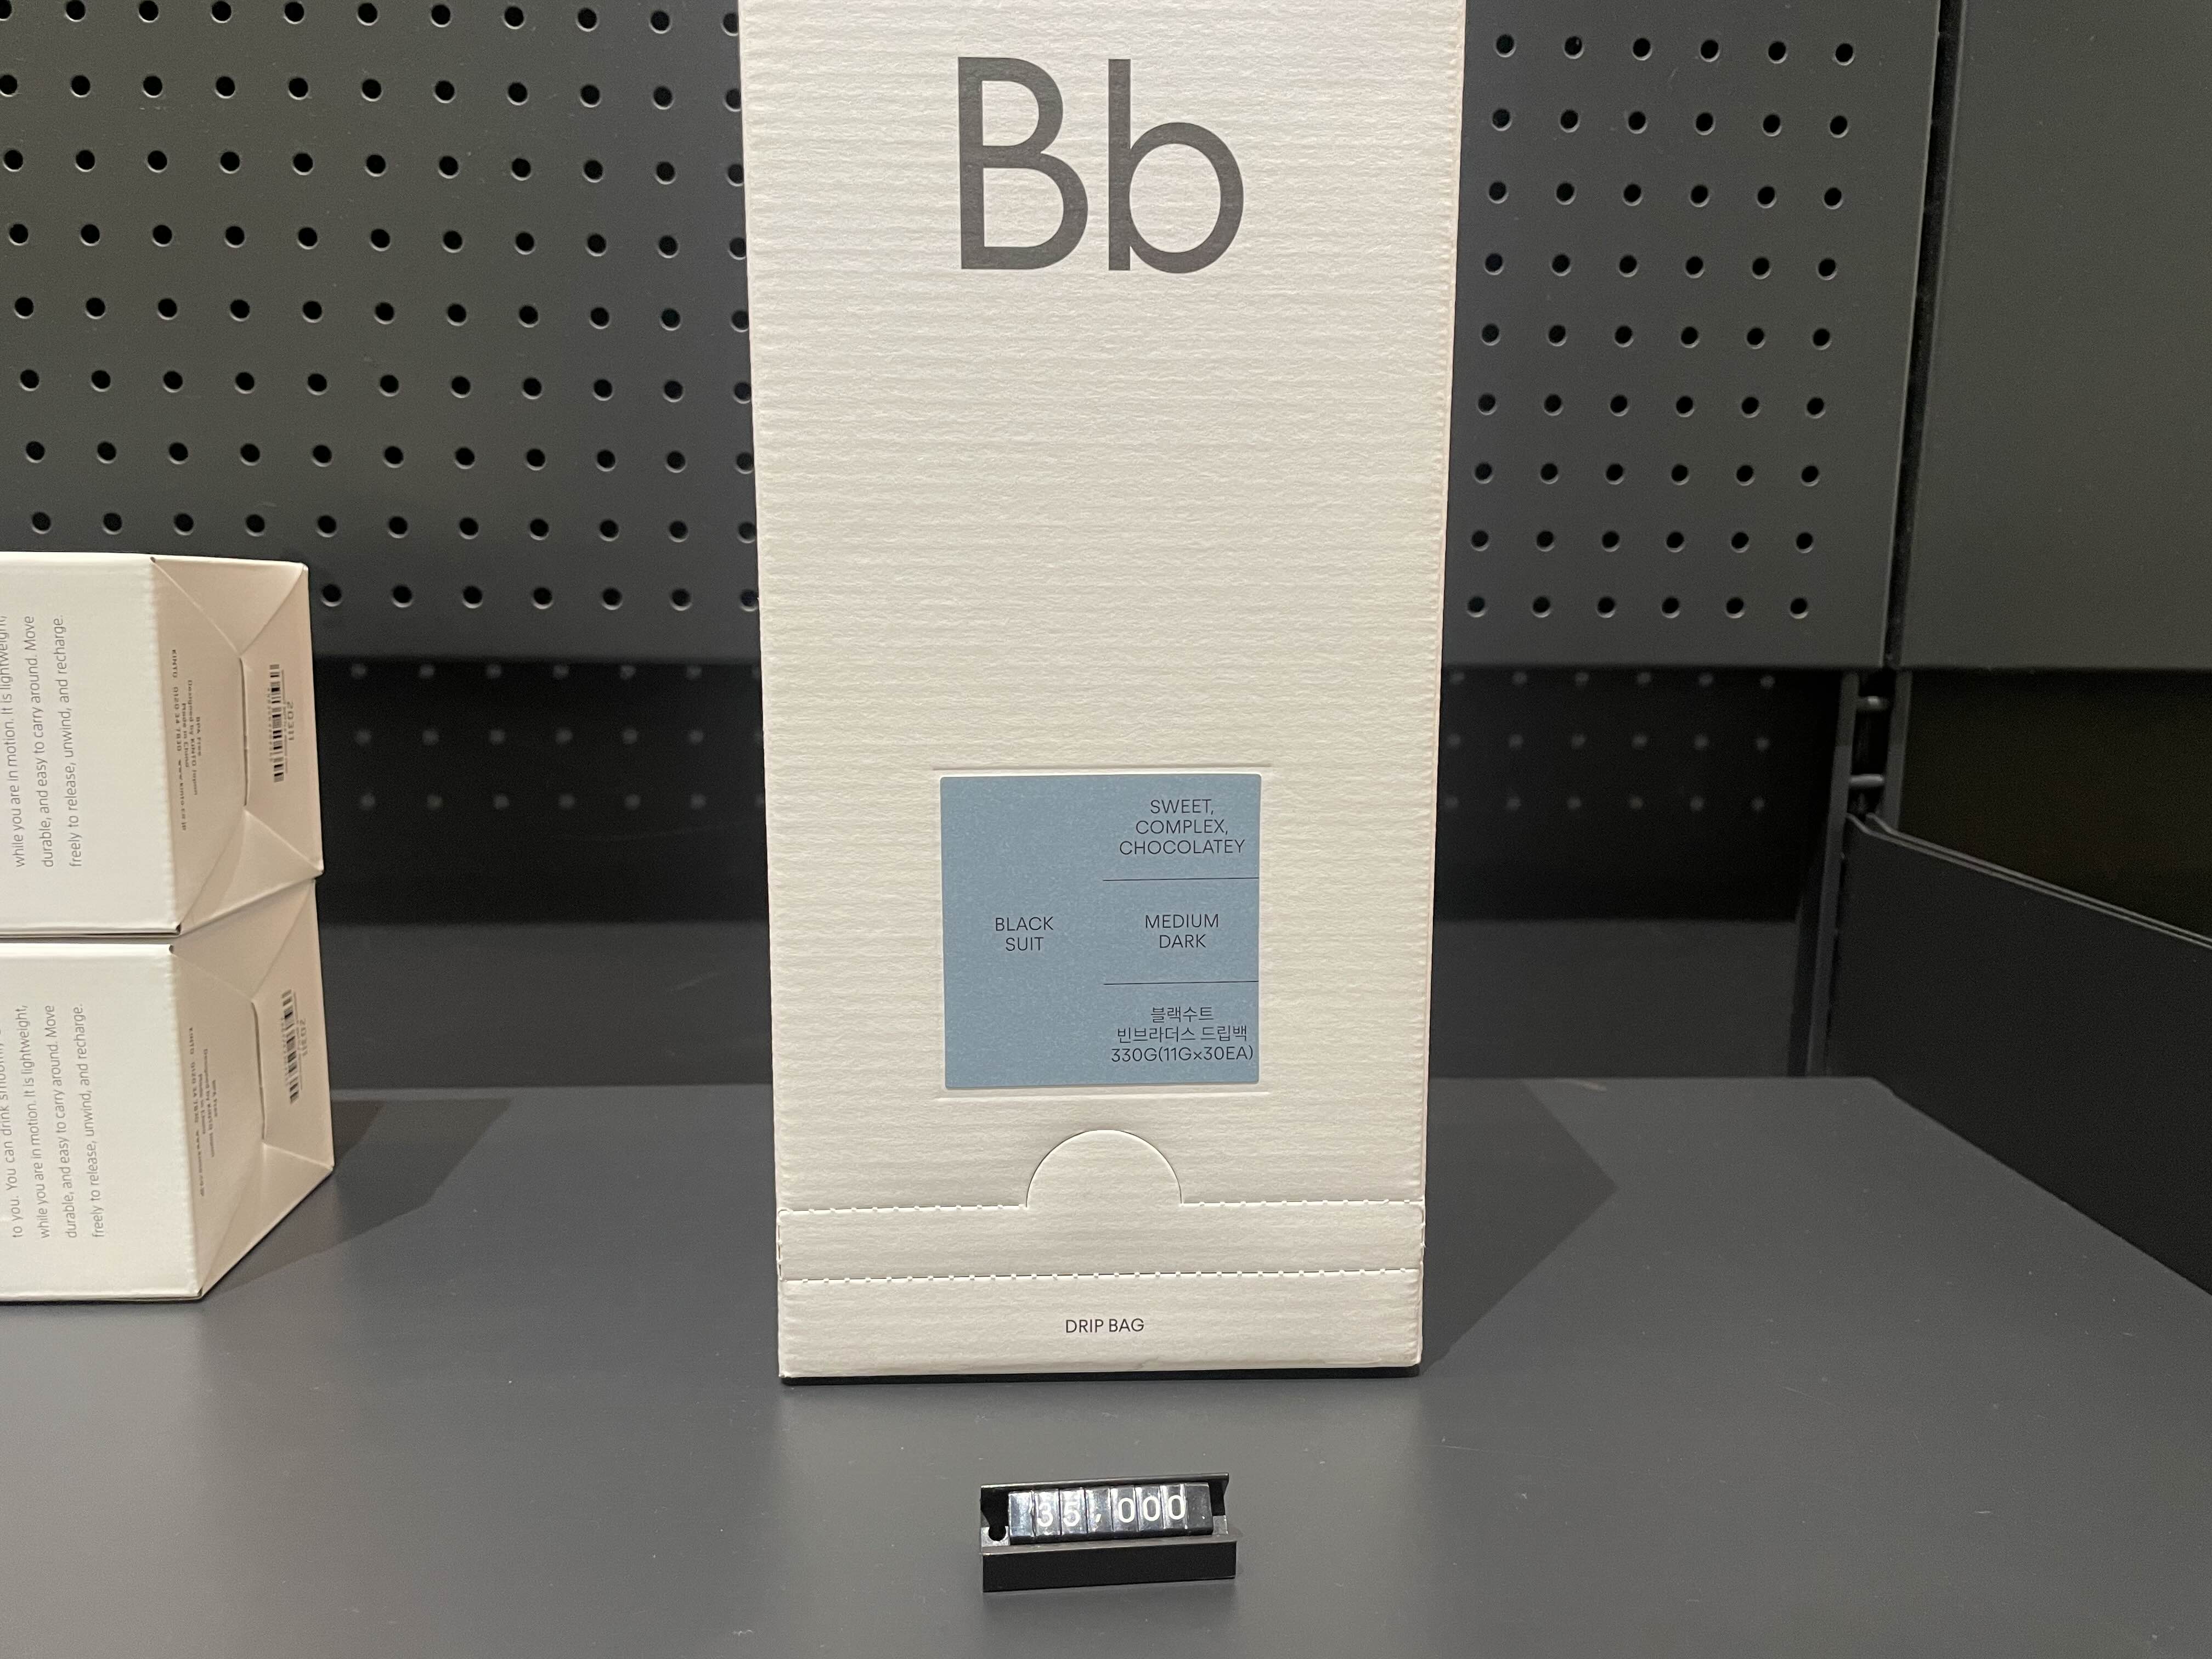 Bb
SWEET,
COMPLEX,
CHOCOLATEY
BLACK
SUIT
MEDIUM
DARK
블랙수트
빈브라더스 드립백
330G(11G×30EA)
DRIP BAG
35,000
while you are in motion. It is lightweight,
durable, and easy to carry around. Move
freely to release, unwind, and recharge.
20311
to you. You can drink
while you are in motion. It is lightweight,
durable, and easy to carry around. Move
freely to release, unwind, and recharge.